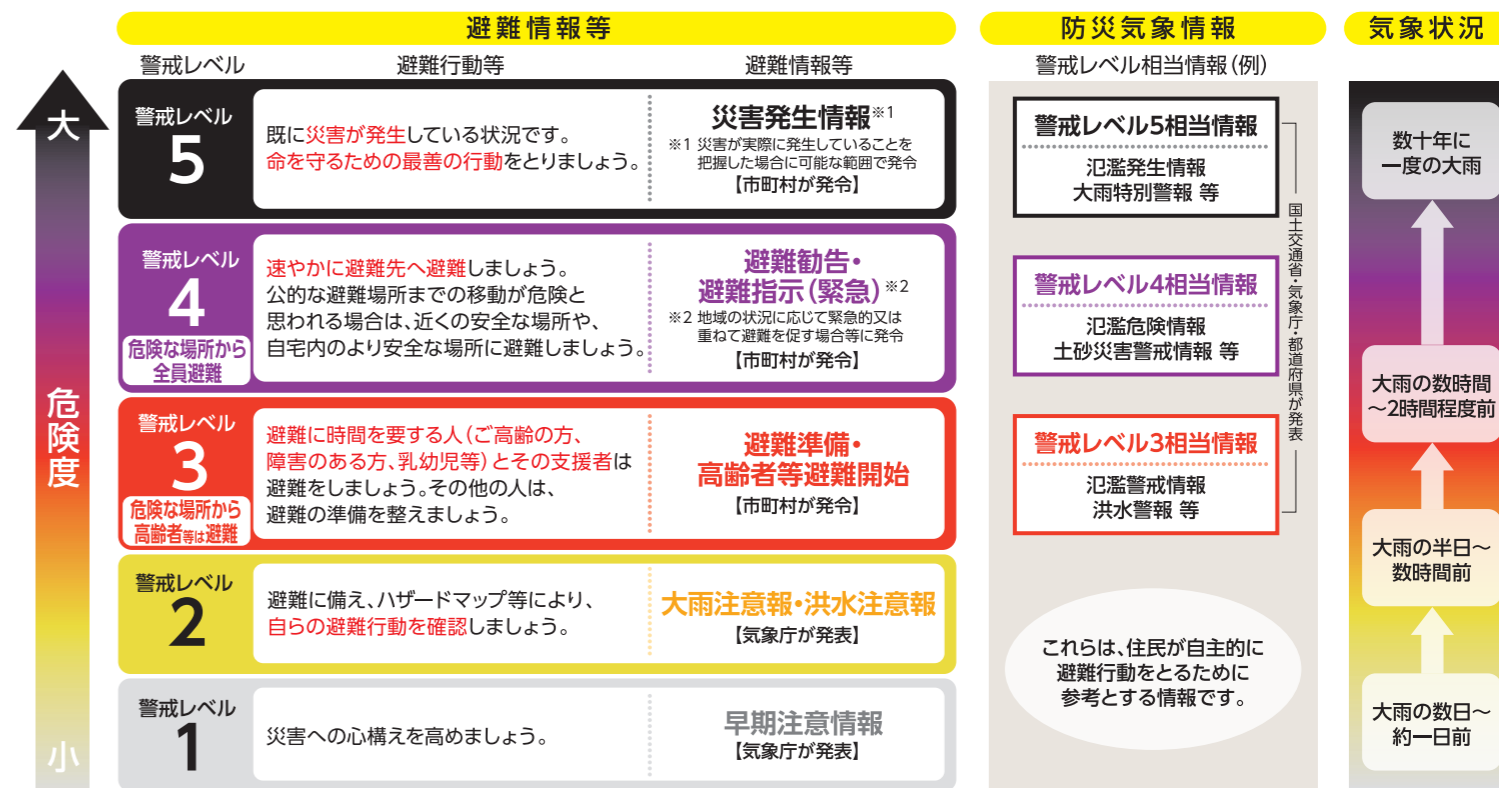 避難情報等
防災気象情報
気象状況
警戒レベル
避難行動等
避難情報等
警戒レベル相当情報（例）
大
危険度
小
警戒レベル
5
既に災害が発生している状況です。
命を守るための最善の行動をとりましょう。
災害発生情報※1
※1 災害が実際に発生していることを
把握した場合に可能な範囲で発令
【市町村が発令】
警戒レベル
4
危険な場所から
全員避難
速やかに避難先へ避難しましょう。
公的な避難場所までの移動が危険と
思われる場合は、近くの安全な場所や、
自宅内のより安全な場所に避難しましょう。
避難勧告・
避難指示（緊急）※2
※2 地域の状況に応じて緊急的又は
重ねて避難を促す場合等に発令
【市町村が発令】
警戒レベル
3
危険な場所から
高齢者等は避難
避難に時間を要する人（ご高齢の方、
障害のある方、乳幼児等）とその支援者は
避難をしましょう。その他の人は、
避難の準備を整えましょう。
避難準備・
高齢者等避難開始
【市町村が発令】
警戒レベル
2
避難に備え、ハザードマップ等により、
自らの避難行動を確認しましょう。
大雨注意報・洪水注意報
【気象庁が発表】
警戒レベル
1
災害への心構えを高めましょう。
早期注意情報
【気象庁が発表】
警戒レベル5相当情報
氾濫発生情報
大雨特別警報 等
警戒レベル4相当情報
氾濫危険情報
土砂災害警戒情報 等
警戒レベル3相当情報
氾濫警戒情報
洪水警報 等
国土交通省・気象庁・都道府県が発表
これらは、住民が自主的に
避難行動をとるために
参考とする情報です。
数十年に
一度の大雨
大雨の数時間
～2時間程度前
大雨の半日～
数時間前
大雨の数日～
約一日前